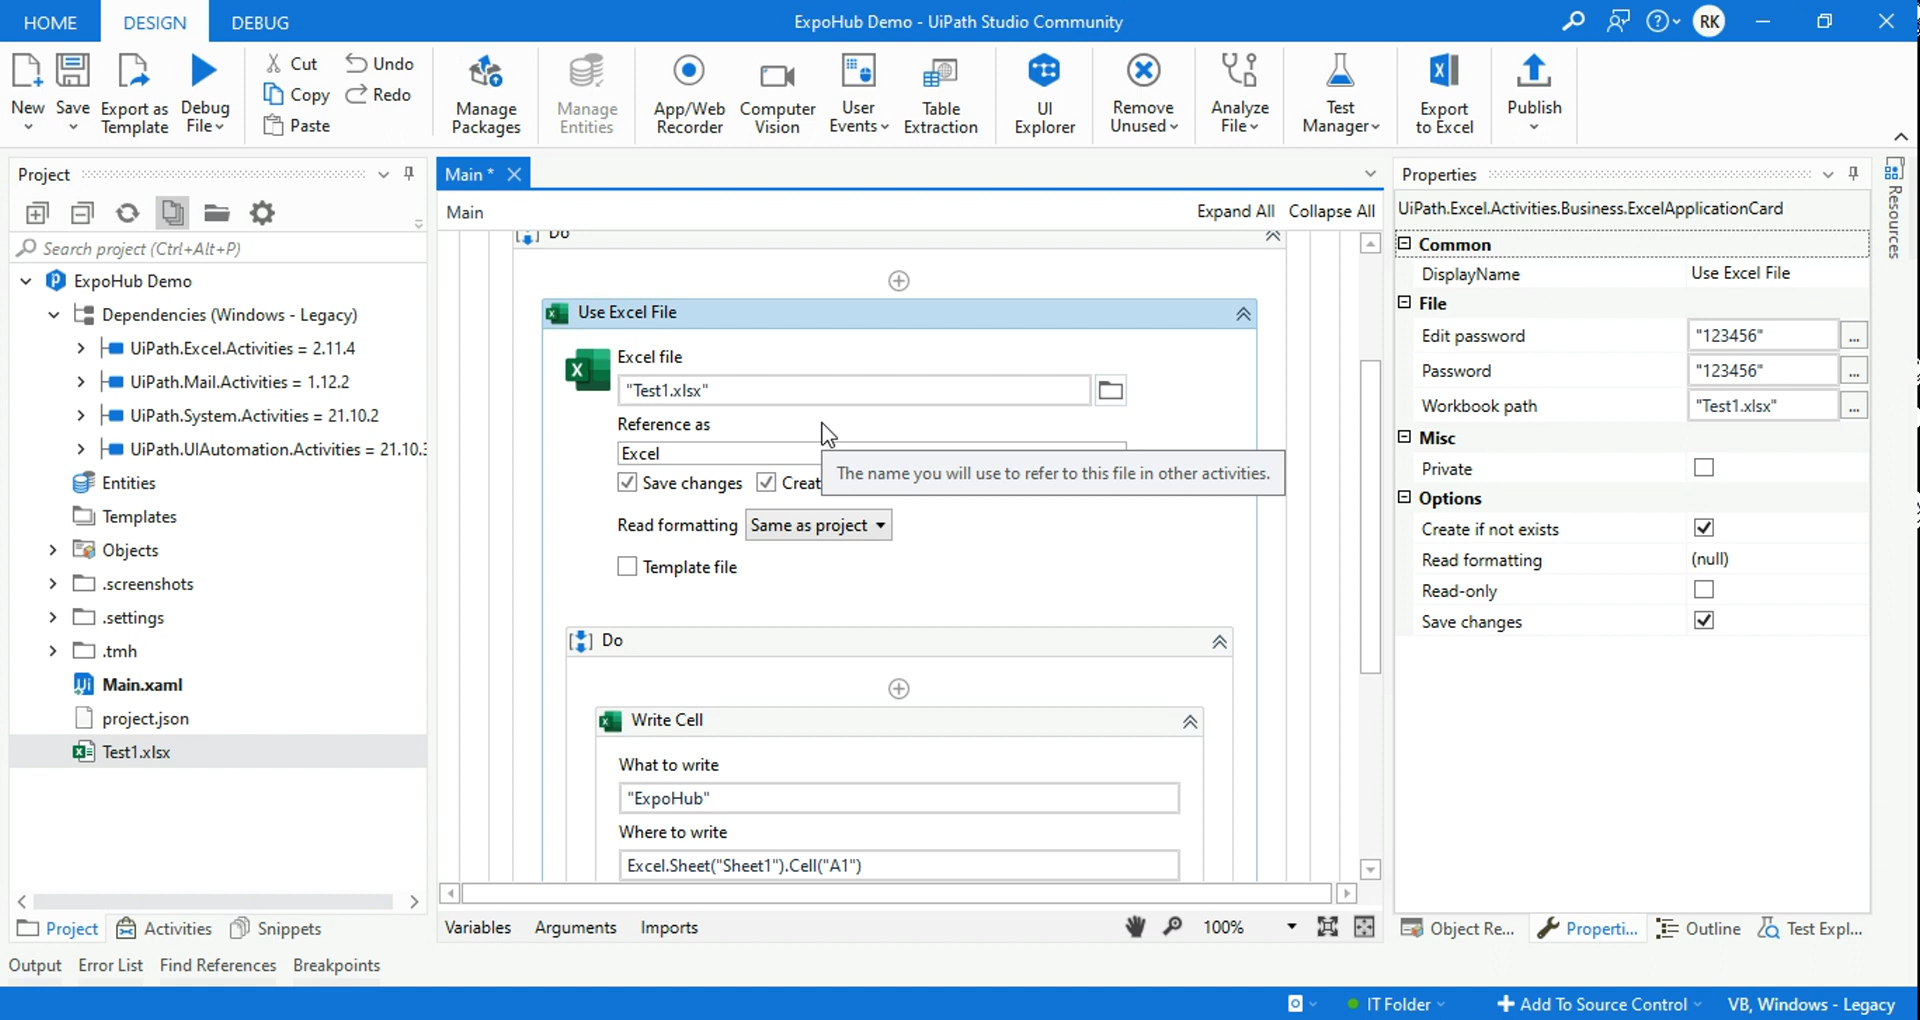 HOME DESIGN DEBUG
ExpoHub Demo - UiPath Studio Community
RK
New
Save
Export as Template
Debug File
Cut
Copy
Paste
Undo
Redo
Manage Packages
Manage Entities
App/Web Recorder
Computer Vision
User Events
Table Extraction
UI Explorer
Remove Unused
Analyze File
Test Manager
Export to Excel
Publish
Project
Search project (Ctrl+Alt+P)
ExpoHub Demo
Dependencies (Windows - Legacy)
UiPath.Excel.Activities = 2.11.4
UiPath.Mail.Activities = 1.12.2
UiPath.System.Activities = 21.10.2
UiPath.UIAutomation.Activities = 21.10.3
Entities
Templates
Objects
.screenshots
.settings
.tmh
Main.xaml
project.json
Test1.xlsx
Project Activities Snippets
Main *
Main
Expand All Collapse All
Do
Use Excel File
Excel file
"Test1.xlsx"
Reference as
Excel
The name you will use to refer to this file in other activities.
Save changes Creat
Read formatting Same as project
Template file
Do
Write Cell
What to write
"ExpoHub"
Where to write
Excel.Sheet("Sheet1").Cell("A1")
Variables Arguments Imports
100%
Properties
UiPath.Excel.Activities.Business.ExcelApplicationCard
Common
DisplayName Use Excel File
File
Edit password "123456" ...
Password "123456" ...
Workbook path "Test1.xlsx" ...
Misc
Private
Options
Create if not exists
Read formatting (null)
Read-only
Save changes
Object Re... Properti... Outline Test Expl...
Resources
Output Error List Find References Breakpoints
IT Folder
Add To Source Control
VB, Windows - Legacy